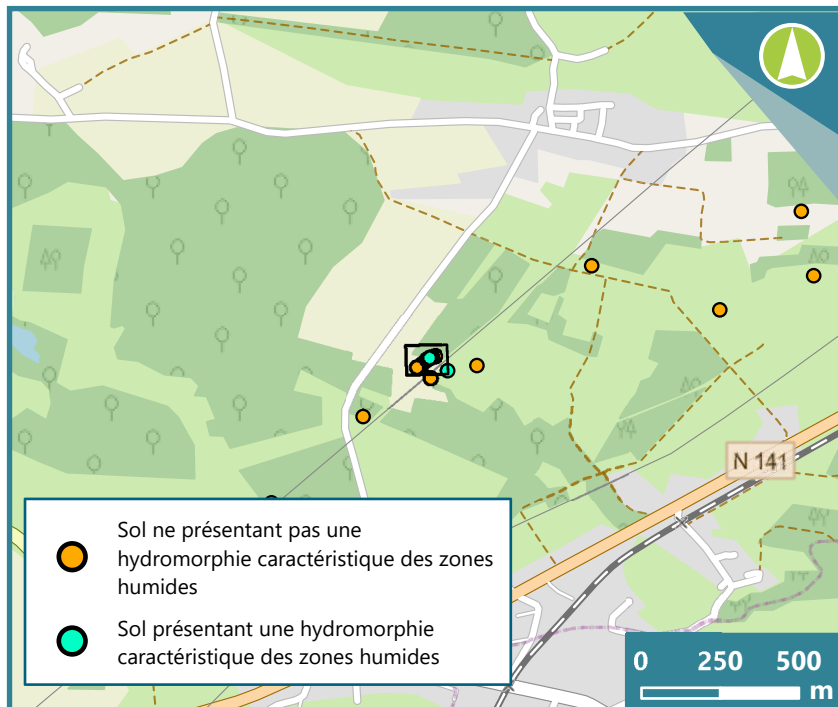 N 141
Sol ne présentant pas une
hydromorphie caractéristique des zones
humides
Sol présentant une hydromorphie
caractéristique des zones humides
0 250 500
m